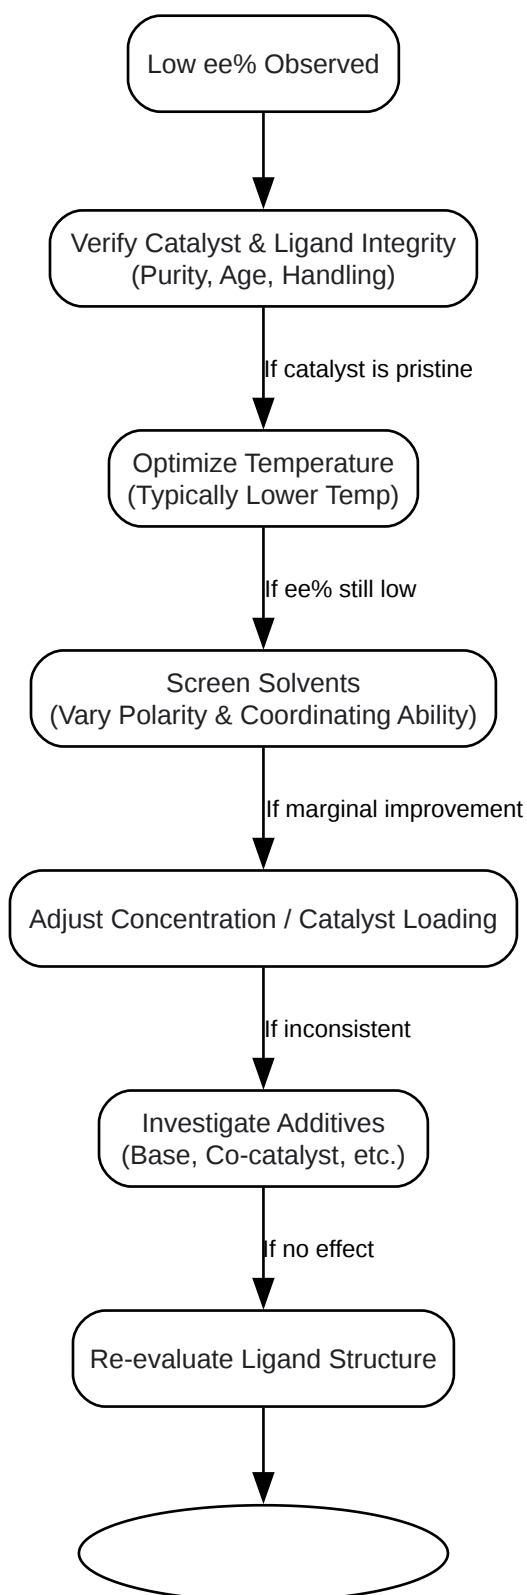 Low ee% Observed
Verify Catalyst & Ligand Integrity
(Purity, Age, Handling)
If catalyst is pristine
Optimize Temperature
(Typically Lower Temp)
If ee% still low
Screen Solvents
(Vary Polarity & Coordinating Ability)
If marginal improvement
Adjust Concentration / Catalyst Loading
If inconsistent
Investigate Additives
(Base, Co-catalyst, etc.)
If no effect
Re-evaluate Ligand Structure